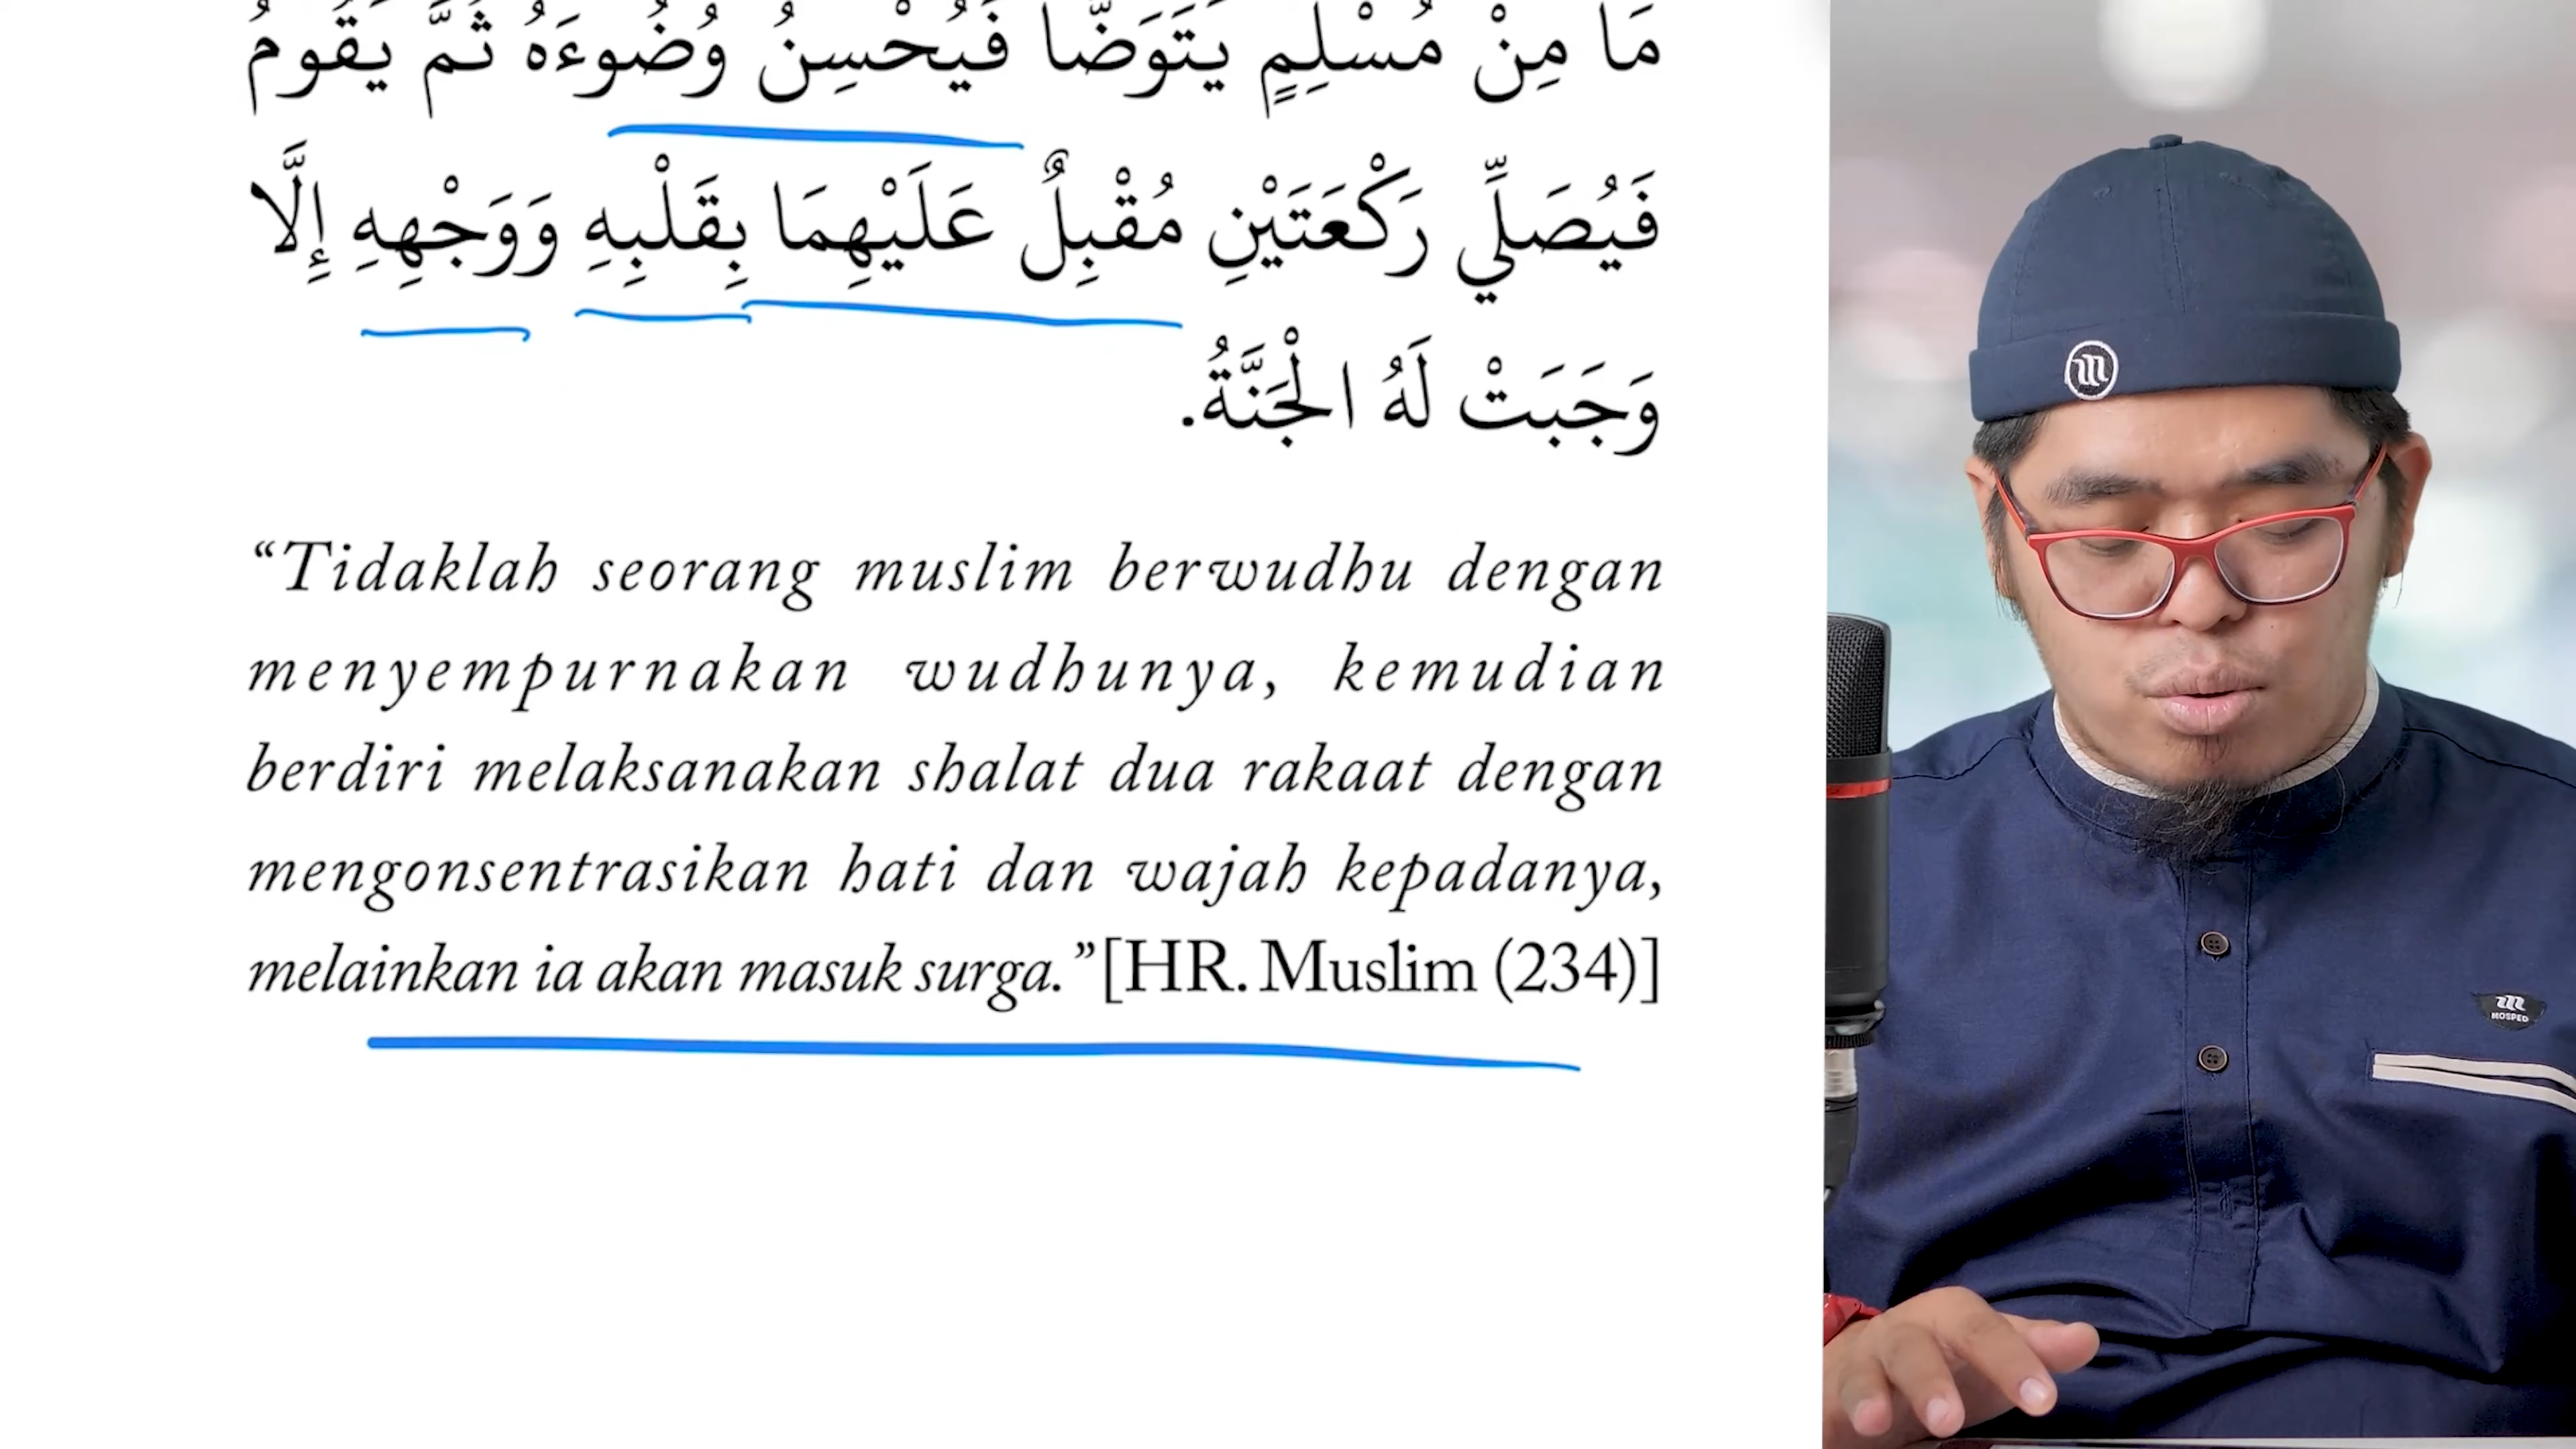 مَا مِنْ مُسْلِمٍ يَتَوَضَّأُ فَيُحْسِنُ وُضُوءَهُ ثُمَّ يَقُومُ
فَيُصَلِّي رَكْعَتَيْنِ مُقْبِلٌ عَلَيْهِمَا بِقَلْبِهِ وَوَجْهِهِ إِلَّا
وَجَبَتْ لَهُ الْجَنَّةُ.
“Tidaklah seorang muslim berwudhu dengan
menyempurnakan wudhunya, kemudian
berdiri melaksanakan shalat dua rakaat dengan
mengonsentrasikan hati dan wajah kepadanya,
melainkan ia akan masuk surga.” [HR. Muslim (234)]
MOSPED